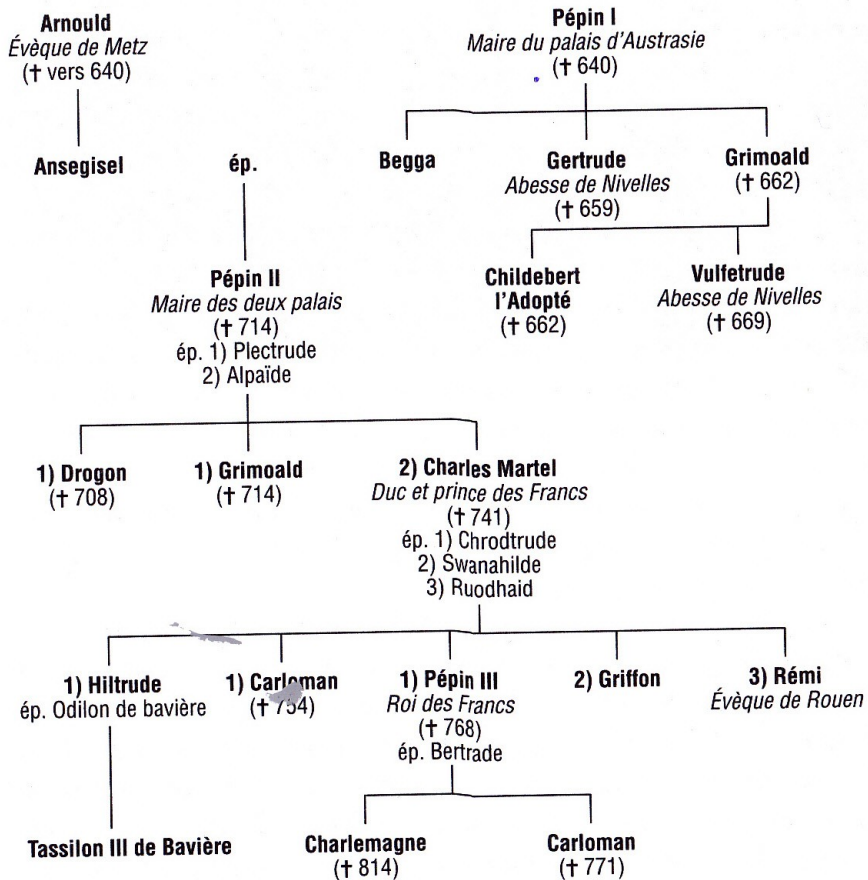 Arnould
Évèque de Metz
(† vers 640)
Pépin I
Maire du palais d'Austrasie
(† 640)
Ansegisel
ép.
Begga
Gertrude
Abesse de Nivelles
(† 659)
Grimoald
(† 662)
Pépin II
Maire des deux palais
(† 714)
ép. 1) Plectrude
2) Alpaïde
Childebert
l'Adopté
(† 662)
Vulfetrude
Abesse de Nivelles
(† 669)
1) Drogon
(† 708)
1) Grimoald
(† 714)
2) Charles Martel
Duc et prince des Francs
(† 741)
ép. 1) Chrodtrude
2) Swanahilde
3) Ruodhaid
1) Hiltrude
ép. Odilon de bavière
1) Carloman
(† 754)
1) Pépin III
Roi des Francs
(† 768)
ép. Bertrade
2) Griffon
3) Rémi
Évèque de Rouen
Tassilon III de Bavière
Charlemagne
(† 814)
Carloman
(† 771)